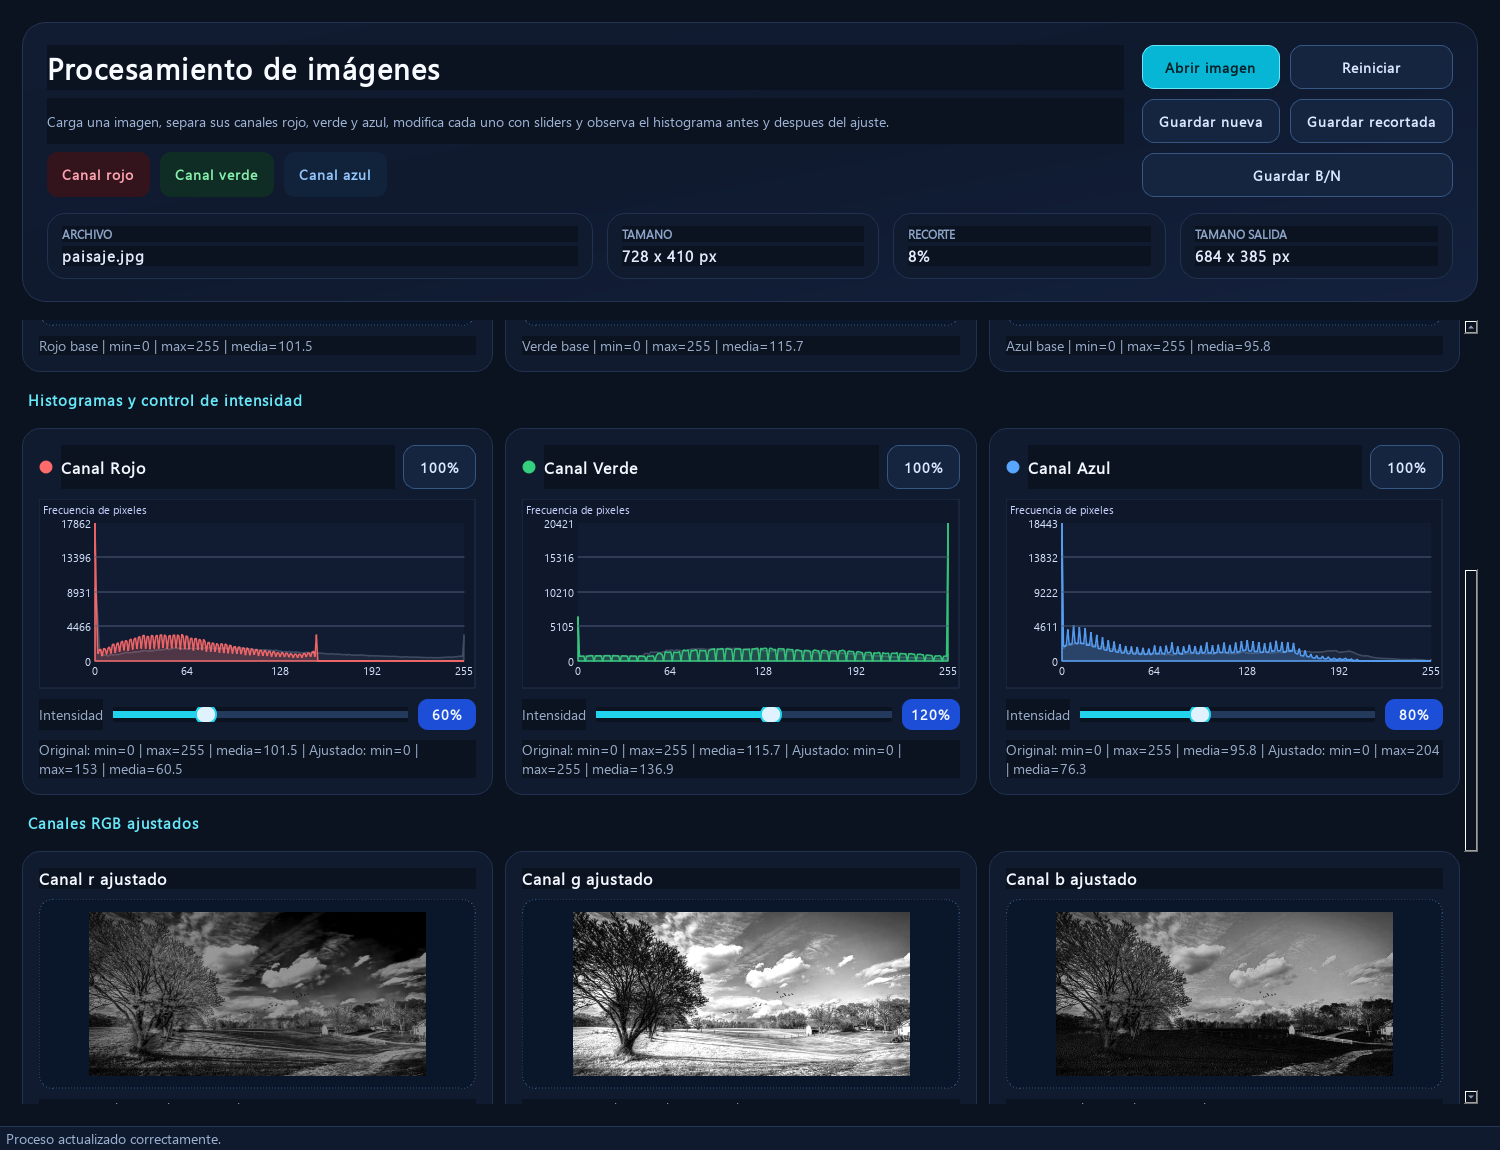 Procesamiento de imágenes
Carga una imagen, separa sus canales rojo, verde y azul, modifica cada uno con sliders y observa el histograma antes y despues del ajuste.
Canal rojo
Canal verde
Canal azul
Abrir imagen
Reiniciar
Guardar nueva
Guardar recortada
Guardar B/N
ARCHIVO
paisaje.jpg
TAMANO
728 x 410 px
RECORTE
8%
TAMANO SALIDA
684 x 385 px
Rojo base | min=0 | max=255 | media=101.5
Verde base | min=0 | max=255 | media=115.7
Azul base | min=0 | max=255 | media=95.8
Histogramas y control de intensidad
Canal Rojo
100%
Frecuencia de pixeles
17862
13396
8931
4466
0
0 64 128 192 255
Intensidad
60%
Original: min=0 | max=255 | media=101.5 | Ajustado: min=0 |
max=153 | media=60.5
Canal Verde
100%
Frecuencia de pixeles
20421
15316
10210
5105
0
0 64 128 192 255
Intensidad
120%
Original: min=0 | max=255 | media=115.7 | Ajustado: min=0 |
max=255 | media=136.9
Canal Azul
100%
Frecuencia de pixeles
18443
13832
9222
4611
0
0 64 128 192 255
Intensidad
80%
Original: min=0 | max=255 | media=95.8 | Ajustado: min=0 | max=204
| media=76.3
Canales RGB ajustados
Canal r ajustado
Canal g ajustado
Canal b ajustado
Proceso actualizado correctamente.